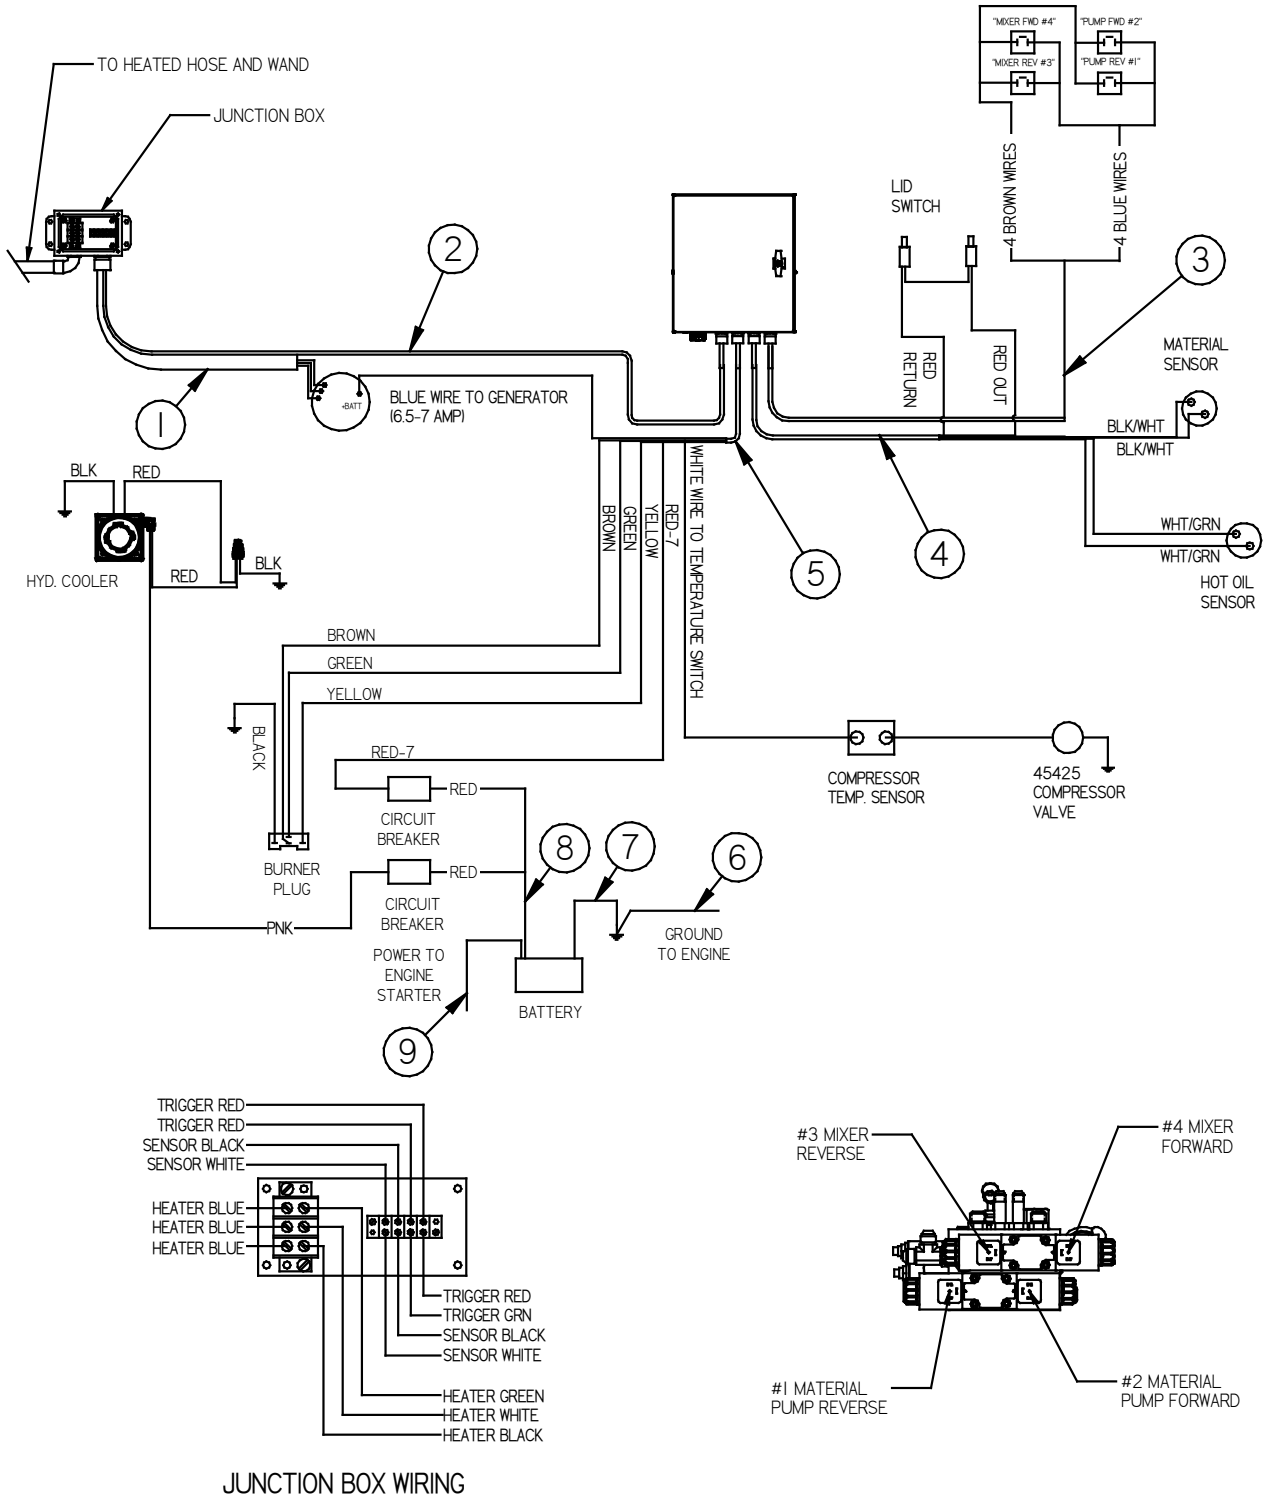 "MIXER FWD #4"
"PUMP FWD #2"
"MIXER REV #3"
"PUMP REV #1"
TO HEATED HOSE AND WAND
JUNCTION BOX
4 BROWN WIRES
4 BLUE WIRES
LID
SWITCH
2
3
RED
RETURN
RED OUT
MATERIAL
SENSOR
1
+BATT
BLUE WIRE TO GENERATOR
(6.5-7 AMP)
BLK/WHT
BLK/WHT
BLK
RED
HYD. COOLER
RED
BLK
BROWN
GREEN
YELLOW
RED-7
WHITE WIRE TO TEMPERATURE SWITCH
5
4
WHT/GRN
WHT/GRN
HOT OIL
SENSOR
BROWN
GREEN
YELLOW
BLACK
RED-7
RED
CIRCUIT
BREAKER
COMPRESSOR
TEMP. SENSOR
45425
COMPRESSOR
VALVE
BURNER
PLUG
RED
CIRCUIT
BREAKER
PNK
8
7
6
GROUND
TO ENGINE
POWER TO
ENGINE
STARTER
BATTERY
9
TRIGGER RED
TRIGGER RED
SENSOR BLACK
SENSOR WHITE
HEATER BLUE
HEATER BLUE
HEATER BLUE
TRIGGER RED
TRIGGER GRN
SENSOR BLACK
SENSOR WHITE
HEATER GREEN
HEATER WHITE
HEATER BLACK
JUNCTION BOX WIRING
#3 MIXER
REVERSE
#4 MIXER
FORWARD
#1 MATERIAL
PUMP REVERSE
#2 MATERIAL
PUMP FORWARD